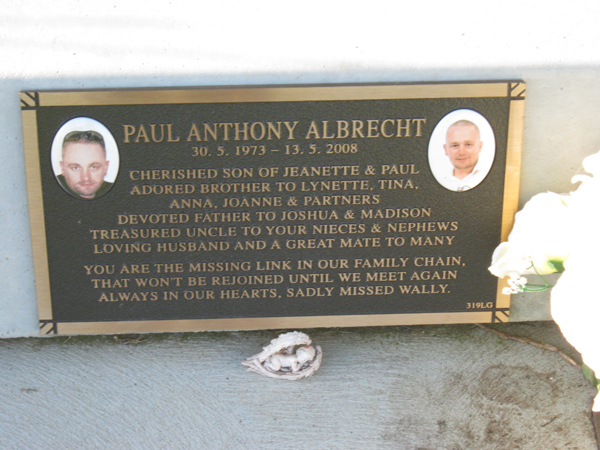 PAUL ANTHONY ALBRECHT
30. 5. 1973 – 13. 5. 2008
CHERISHED SON OF JEANETTE & PAUL
ADORED BROTHER TO LYNETTE, TINA,
ANNA, JOANNE & PARTNERS
DEVOTED FATHER TO JOSHUA & MADISON
TREASURED UNCLE TO YOUR NIECES & NEPHEWS
LOVING HUSBAND AND A GREAT MATE TO MANY
YOU ARE THE MISSING LINK IN OUR FAMILY CHAIN,
THAT WON'T BE REJOINED UNTIL WE MEET AGAIN
ALWAYS IN OUR HEARTS, SADLY MISSED WALLY.
319LG